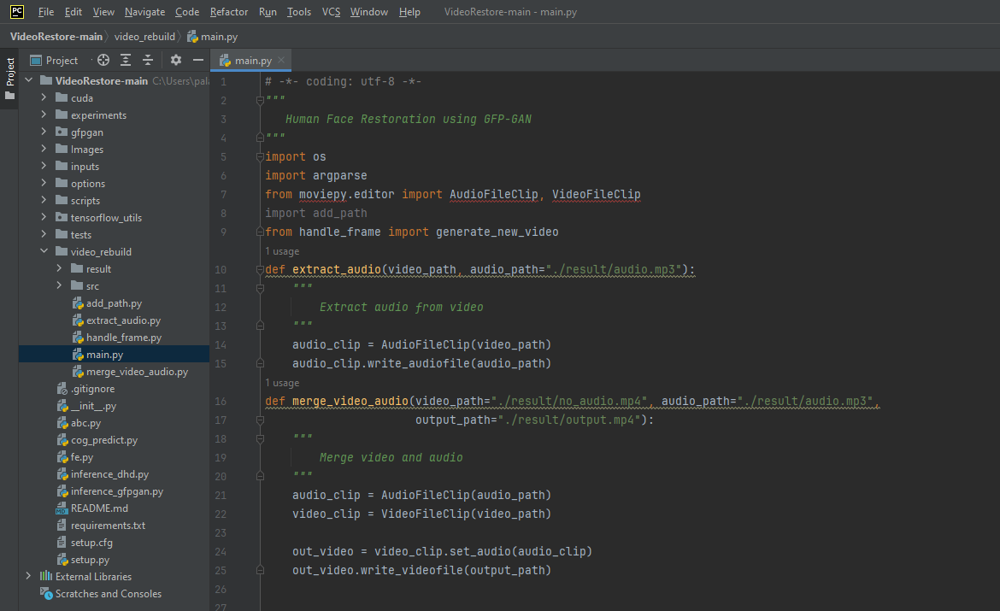 PC File Edit View Navigate Code Refactor Run Tools VCS Window Help VideoRestore-main - main.py
VideoRestore-main video_rebuild main.py
Project
Project
main.py
VideoRestore-main C:\Users\pala
cuda
experiments
gfpgan
Images
inputs
options
scripts
tensorflow_utils
tests
video_rebuild
result
src
add_path.py
extract_audio.py
handle_frame.py
main.py
merge_video_audio.py
.gitignore
__init__.py
abc.py
cog_predict.py
fe.py
inference_dhd.py
inference_gfpgan.py
README.md
requirements.txt
setup.cfg
setup.py
External Libraries
Scratches and Consoles
1 # -*- coding: utf-8 -*-
2 """
3 Human Face Restoration using GFP-GAN
4 """
5 import os
6 import argparse
7 from moviepy.editor import AudioFileClip, VideoFileClip
8 import add_path
9 from handle_frame import generate_new_video
1 usage
10 def extract_audio(video_path, audio_path="./result/audio.mp3"):
11 """
12 Extract audio from video
13 """
14 audio_clip = AudioFileClip(video_path)
15 audio_clip.write_audiofile(audio_path)
1 usage
16 def merge_video_audio(video_path="./result/no_audio.mp4", audio_path="./result/audio.mp3",
17 output_path="./result/output.mp4"):
18 """
19 Merge video and audio
20 """
21 audio_clip = AudioFileClip(audio_path)
22 video_clip = VideoFileClip(video_path)
23
24 out_video = video_clip.set_audio(audio_clip)
25 out_video.write_videofile(output_path)
26
27